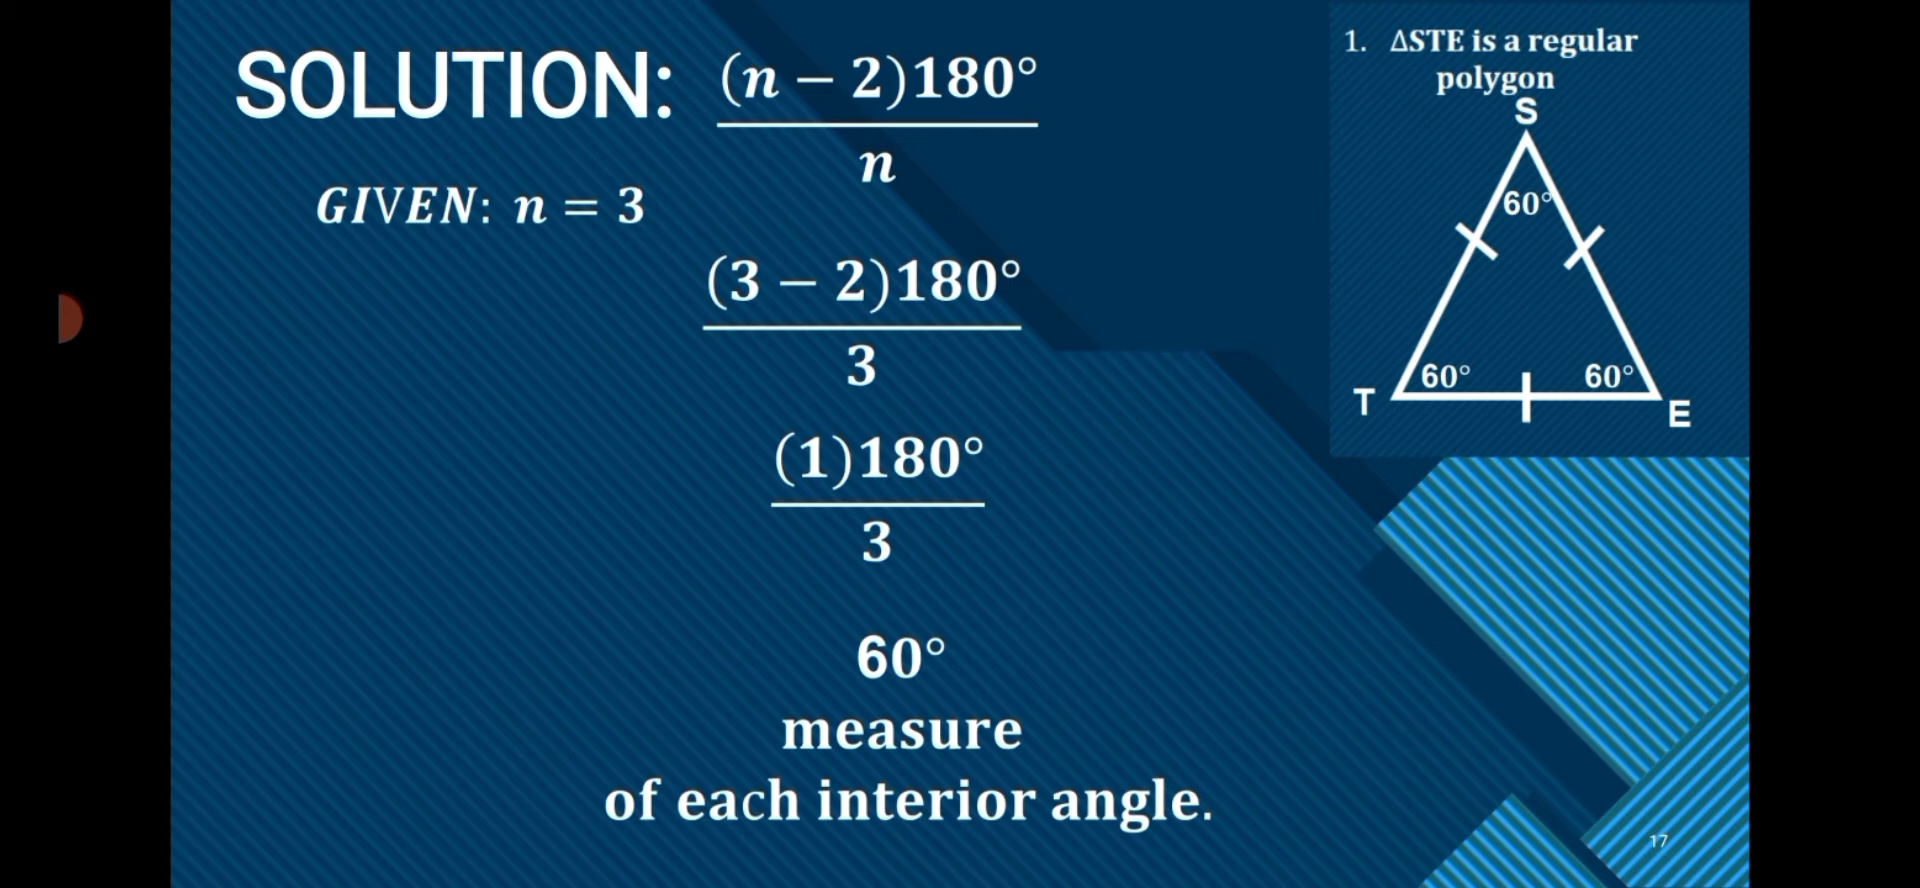 SOLUTION:
(n − 2)180°
n
GIVEN: n = 3
(3 − 2)180°
3
(1)180°
3
60°
measure
of each interior angle.
1. ΔSTE is a regular
polygon
S
60°
60°
60°
T
E
17